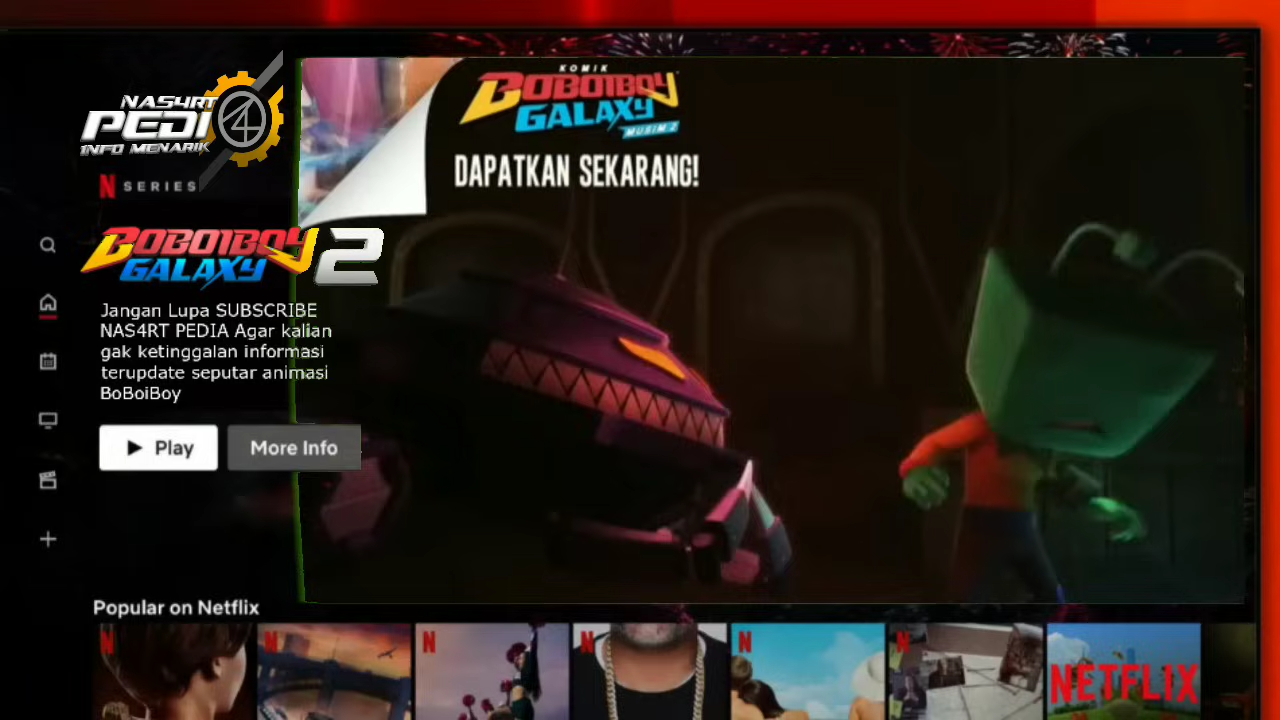 KOMIK
BOBOIBOY
GALAXY
MUSIM 2
DAPATKAN SEKARANG!
NAS4RT
PEDI4
INFO MENARIK
N SERIES
BOBOIBOY
GALAXY 2
Jangan Lupa SUBSCRIBE
NAS4RT PEDIA Agar kalian
gak ketinggalan informasi
terupdate seputar animasi
BoBoiBoy
Play
More Info
Popular on Netflix
N N N N N N
NETFLIX